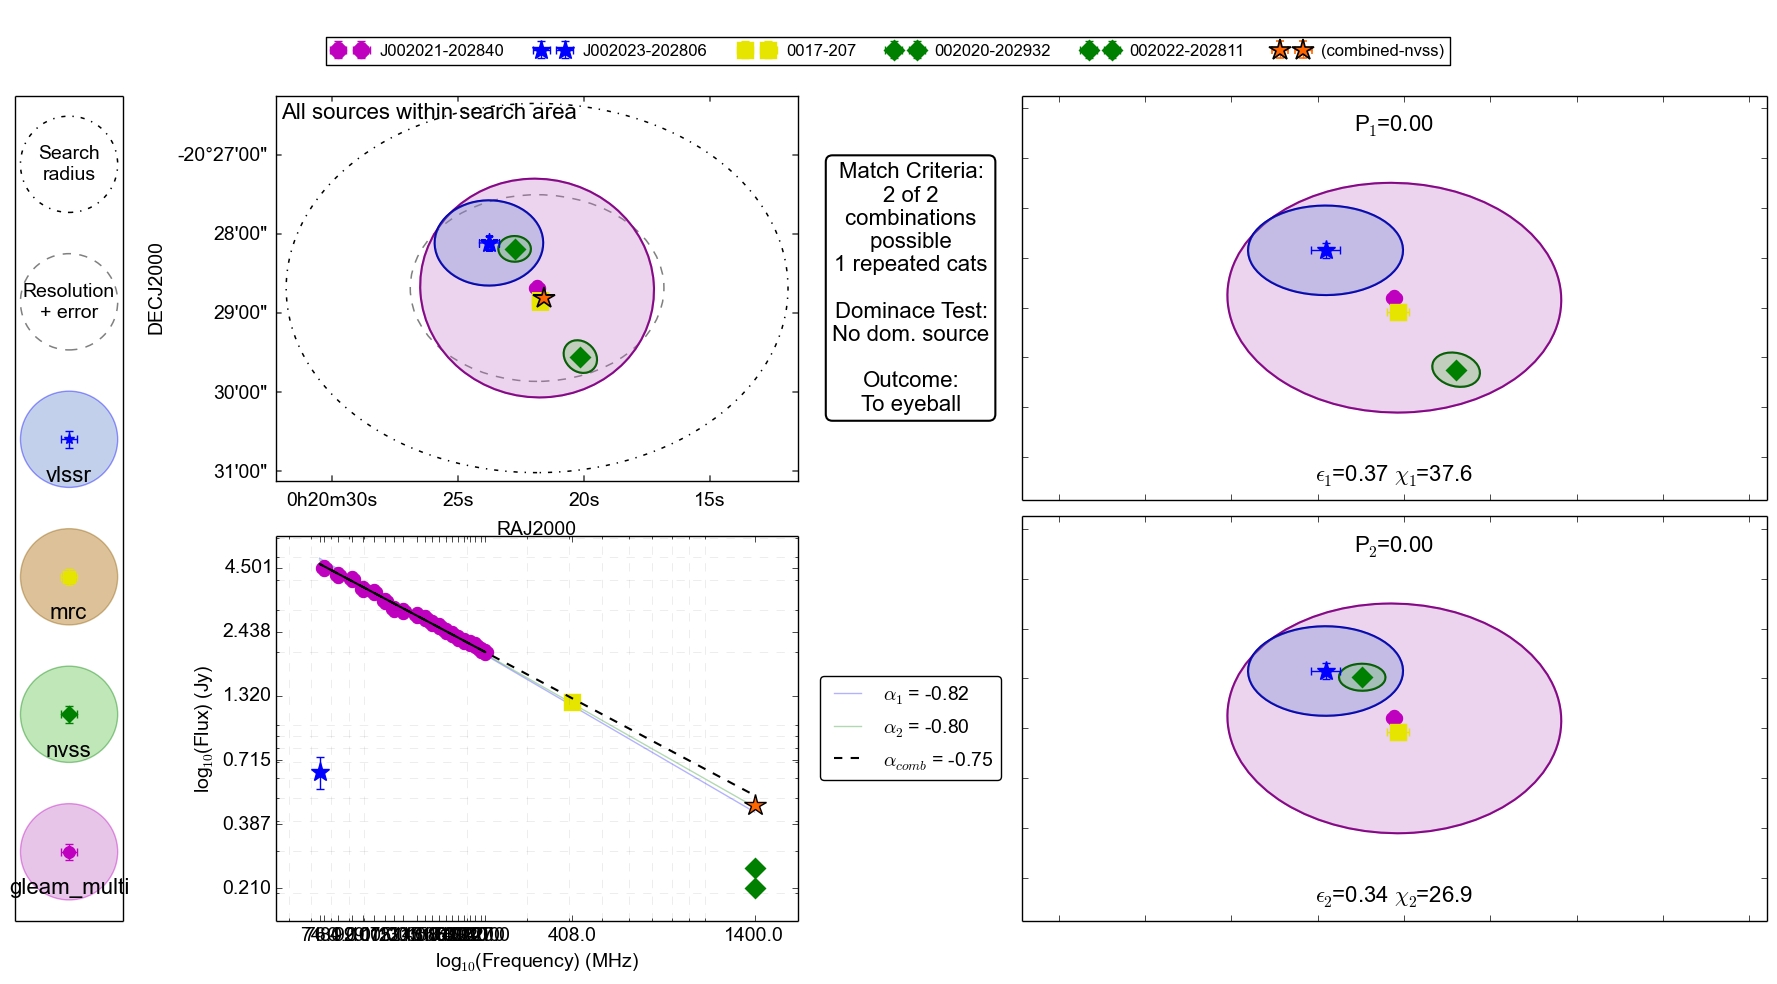 J002021-202840 J002023-202806 0017-207 002020-202932 002022-202811 (combined-nvss)
Search
radius
Resolution
+ error
vlssr
mrc
nvss
gleam_multi
All sources within search area
DECJ2000
-20°27'00"
28'00"
29'00"
30'00"
31'00"
0h20m30s 25s 20s 15s
RAJ2000
Match Criteria:
2 of 2
combinations
possible
1 repeated cats
Dominace Test:
No dom. source
Outcome:
To eyeball
P1=0.00
ϵ1=0.37 χ1=37.6
P2=0.00
ϵ2=0.34 χ2=26.9
log10(Flux) (Jy)
4.501
2.438
1.320
0.715
0.387
0.210
408.0 1400.0
log10(Frequency) (MHz)
α1 = -0.82
α2 = -0.80
αcomb = -0.75